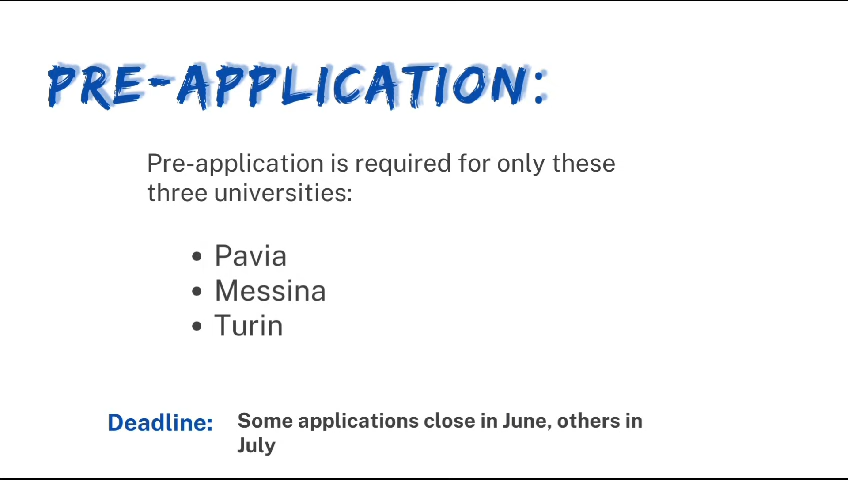 PRE-APPLICATION:
Pre-application is required for only these
three universities:
• Pavia
• Messina
• Turin
Deadline: Some applications close in June, others in
July